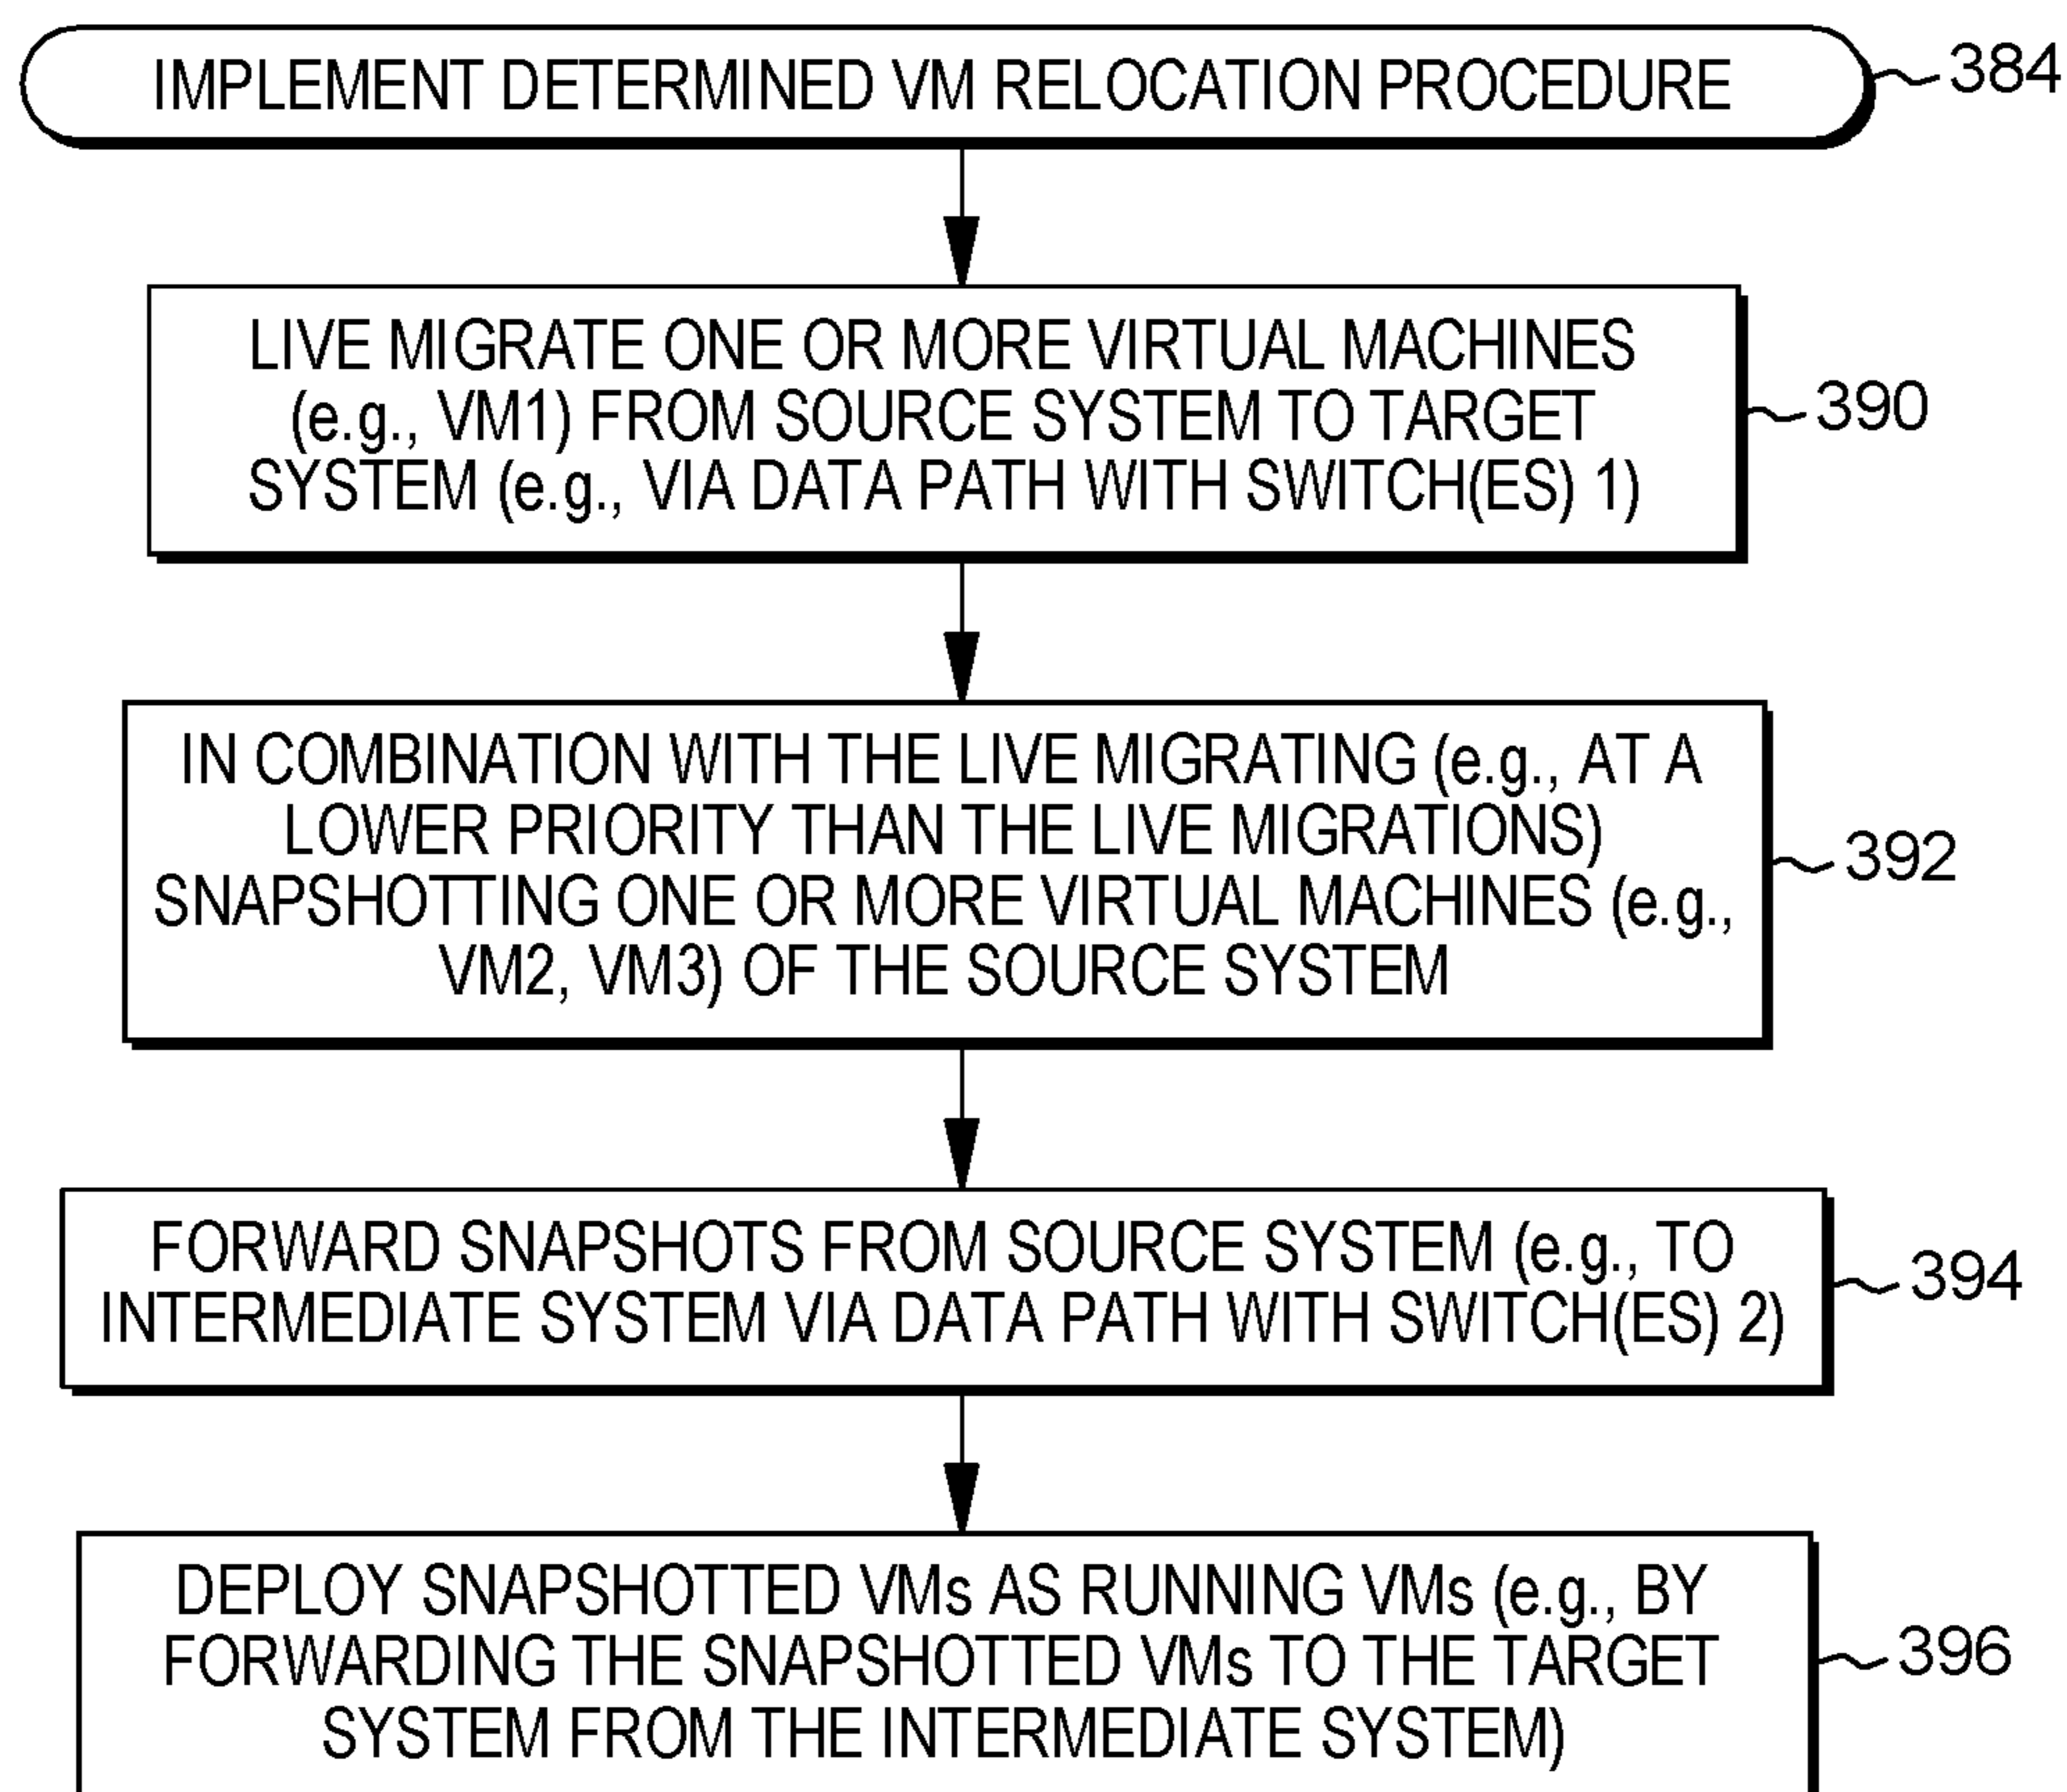 IMPLEMENT DETERMINED VM RELOCATION PROCEDURE
384
LIVE MIGRATE ONE OR MORE VIRTUAL MACHINES
(e.g., VM1) FROM SOURCE SYSTEM TO TARGET
SYSTEM (e.g., VIA DATA PATH WITH SWITCH(ES) 1)
390
IN COMBINATION WITH THE LIVE MIGRATING (e.g., AT A
LOWER PRIORITY THAN THE LIVE MIGRATIONS)
SNAPSHOTTING ONE OR MORE VIRTUAL MACHINES (e.g.,
VM2, VM3) OF THE SOURCE SYSTEM
392
FORWARD SNAPSHOTS FROM SOURCE SYSTEM (e.g., TO
INTERMEDIATE SYSTEM VIA DATA PATH WITH SWITCH(ES) 2)
394
DEPLOY SNAPSHOTTED VMs AS RUNNING VMs (e.g., BY
FORWARDING THE SNAPSHOTTED VMs TO THE TARGET
SYSTEM FROM THE INTERMEDIATE SYSTEM)
396